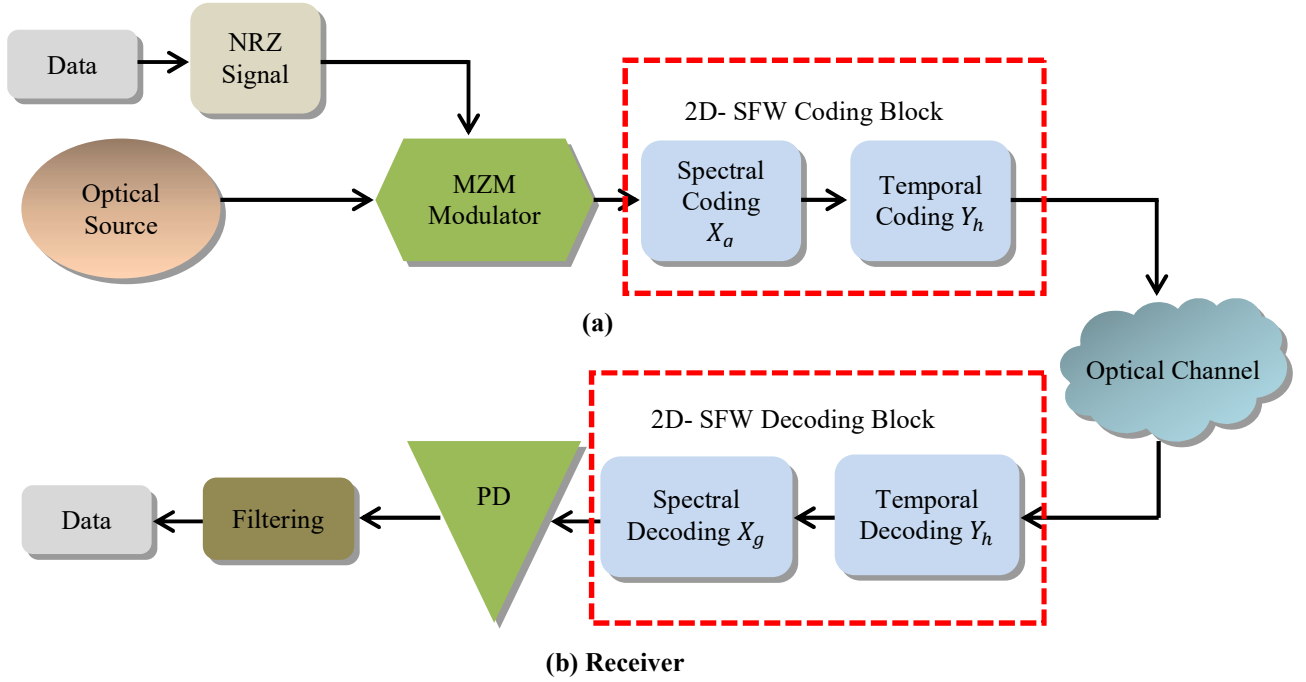 Data
NRZ
Signal
Optical
Source
MZM
Modulator
2D- SFW Coding Block
Spectral
Coding
X_g
Temporal
Coding Y_h
(a)
Optical Channel
2D- SFW Decoding Block
Temporal
Decoding Y_h
Spectral
Decoding X_g
PD
Filtering
Data
(b) Receiver